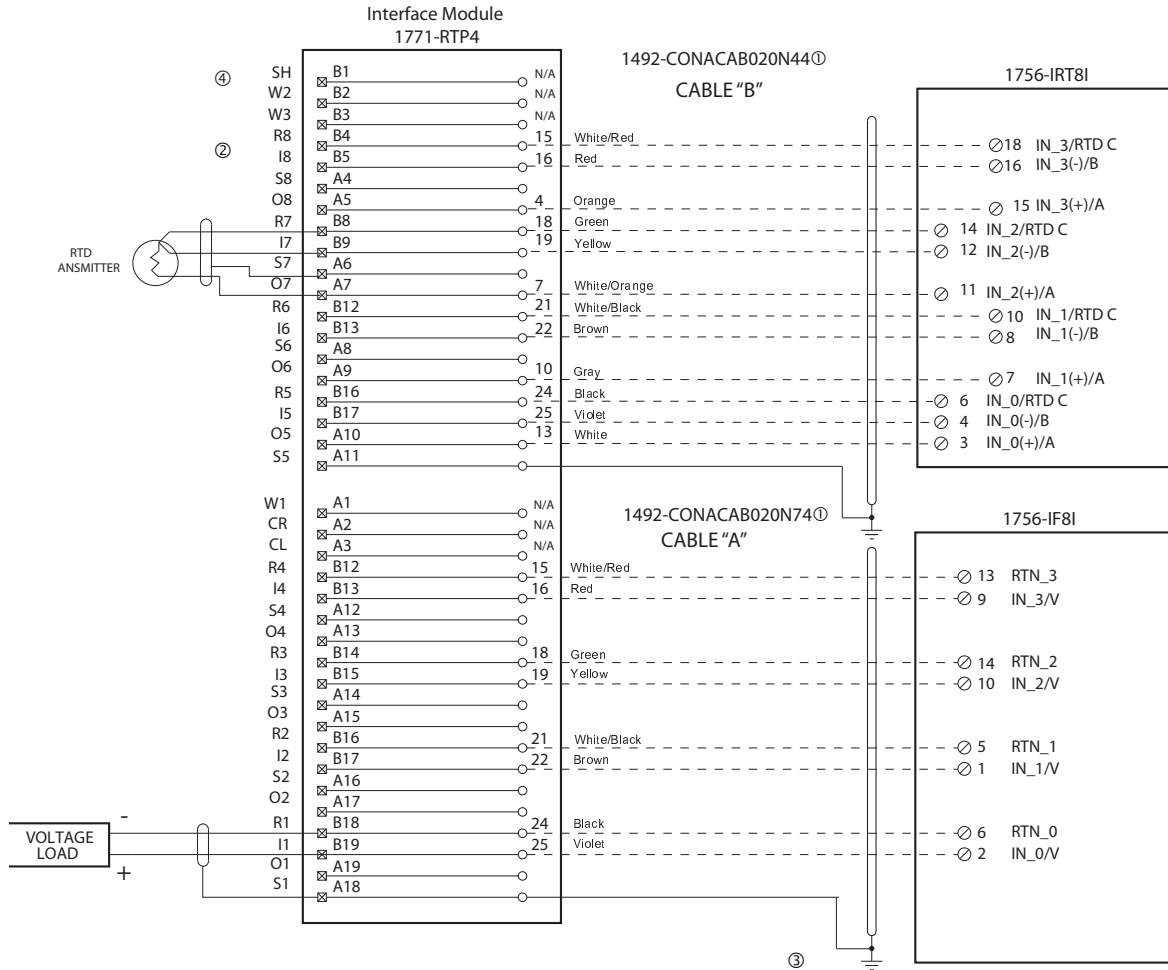 Interface Module
1771-RTP4
1492-CONACAB020N44①
CABLE "B"
1756-IRT8I
④
②
SH B1 N/A
W2 B2 N/A
W3 B3 N/A
R8 B4 15 White/Red 18 IN_3/RTD C
I8 B5 16 Red 16 IN_3(-)/B
S8 A4
O8 A5 4 Orange 15 IN_3(+)/A
R7 B8 18 Green 14 IN_2/RTD C
I7 B9 19 Yellow 12 IN_2(-)/B
RTD
ANSMITTER
S7 A6
O7 A7 7 White/Orange 11 IN_2(+)/A
R6 B12 21 White/Black 10 IN_1/RTD C
I6 B13 22 Brown 8 IN_1(-)/B
S6 A8
O6 A9 10 Gray 7 IN_1(+)/A
R5 B16 24 Black 6 IN_0/RTD C
I5 B17 25 Violet 4 IN_0(-)/B
O5 A10 13 White 3 IN_0(+)/A
S5 A11
1492-CONACAB020N74①
CABLE "A"
1756-IF8I
W1 A1 N/A
CR A2 N/A
CL A3 N/A
R4 B12 15 White/Red 13 RTN_3
I4 B13 16 Red 9 IN_3/V
S4 A12
O4 A13
R3 B14 18 Green 14 RTN_2
I3 B15 19 Yellow 10 IN_2/V
S3 A14
O3 A15
R2 B16 21 White/Black 5 RTN_1
I2 B17 22 Brown 1 IN_1/V
S2 A16
O2 A17
VOLTAGE
LOAD
-
+
R1 B18 24 Black 6 RTN_0
I1 B19 25 Violet 2 IN_0/V
O1 A19
S1 A18
③